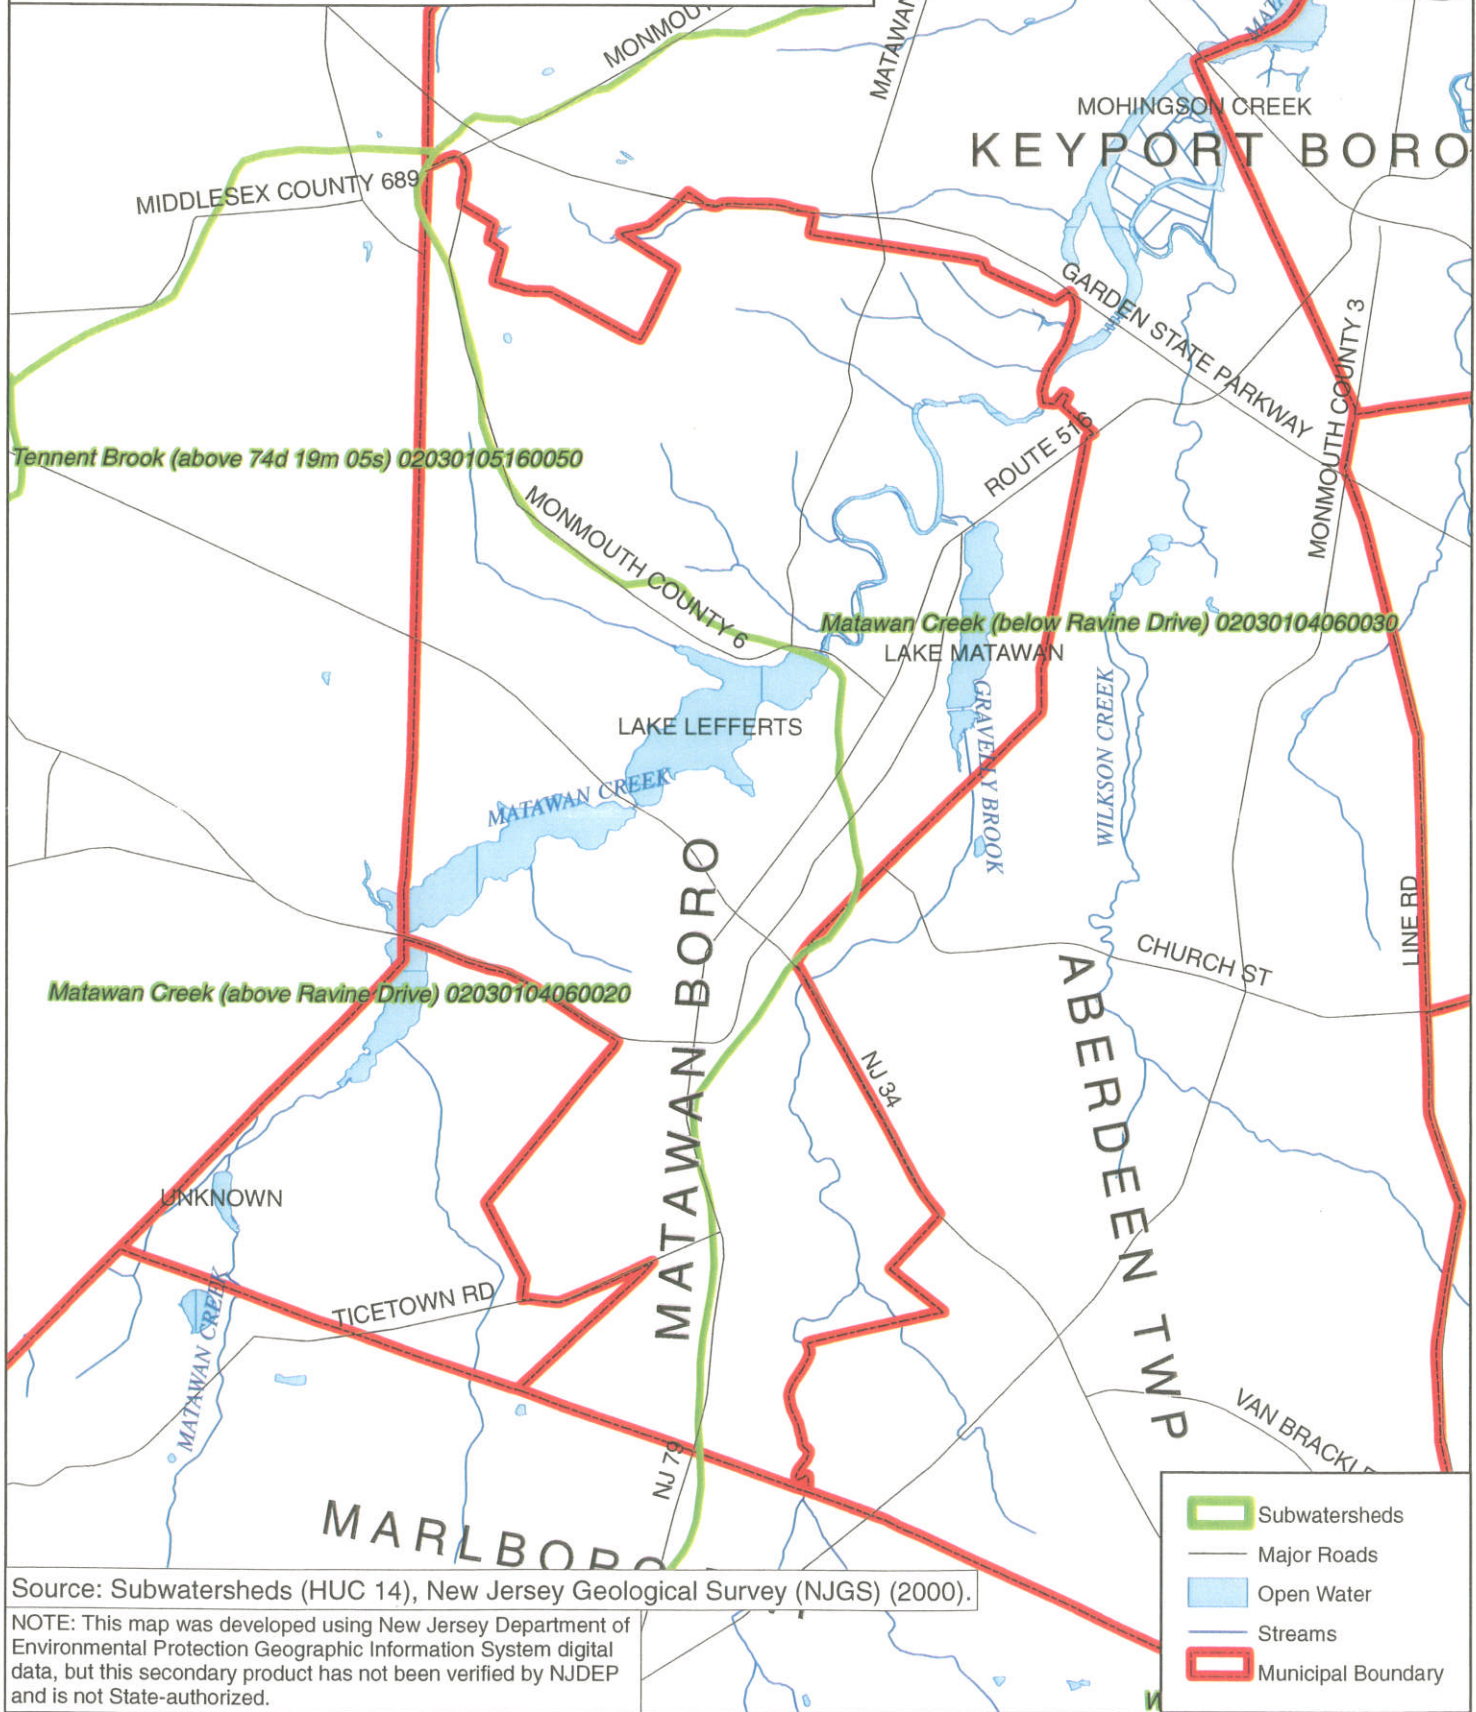 MONMOU
MATAWAN
MATA
MOHINGSON CREEK
KEYPORT BORO
MIDDLESEX COUNTY 689
GARDEN STATE PARKWAY
MONMOUTH COUNTY 3
ROUTE 516
Tennent Brook (above 74d 19m 05s) 02030105160050
MONMOUTH COUNTY 6
Matawan Creek (below Ravine Drive) 02030104060030
LAKE MATAWAN
GRAVELLY BROOK
WILKSON CREEK
LAKE LEFFERTS
MATAWAN CREEK
MATAWAN BORO
LINE RD
CHURCH ST
ABERDEEN TWP
Matawan Creek (above Ravine Drive) 02030104060020
NJ 34
UNKNOWN
TICETOWN RD
MATAWAN CREEK
VAN BRACKLE
NJ 79
MARLBORO
Subwatersheds
Major Roads
Open Water
Streams
Municipal Boundary
W
Source: Subwatersheds (HUC 14), New Jersey Geological Survey (NJGS) (2000).
NOTE: This map was developed using New Jersey Department of
Environmental Protection Geographic Information System digital
data, but this secondary product has not been verified by NJDEP
and is not State-authorized.